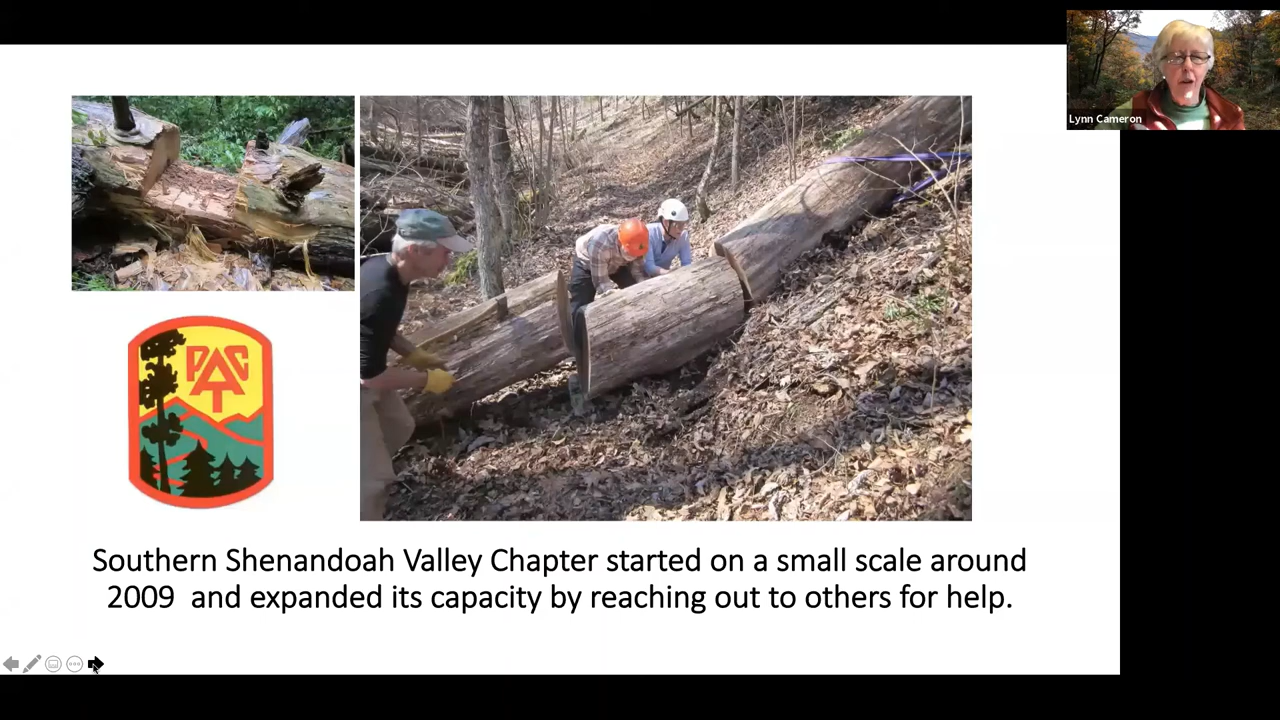 Lynn Cameron
PATC
Southern Shenandoah Valley Chapter started on a small scale around
2009 and expanded its capacity by reaching out to others for help.